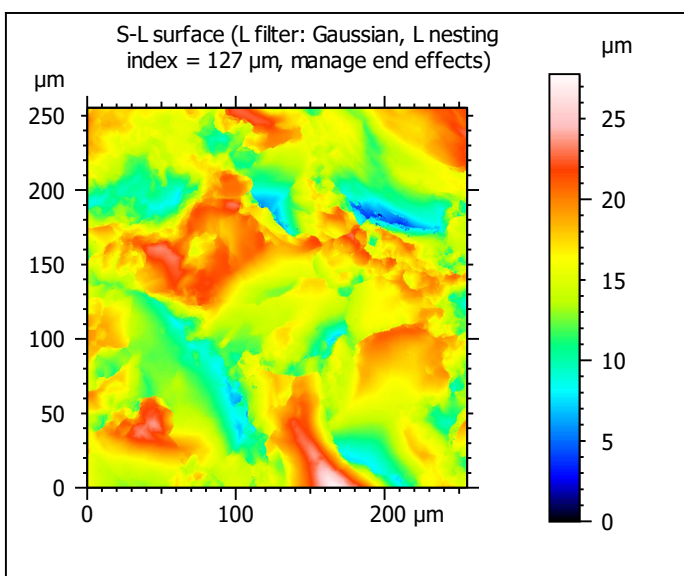 S-L surface (L filter: Gaussian, L nesting
index = 127 µm, manage end effects)
µm
250
200
150
100
50
0
0 100 200 µm
µm
25
20
15
10
5
0